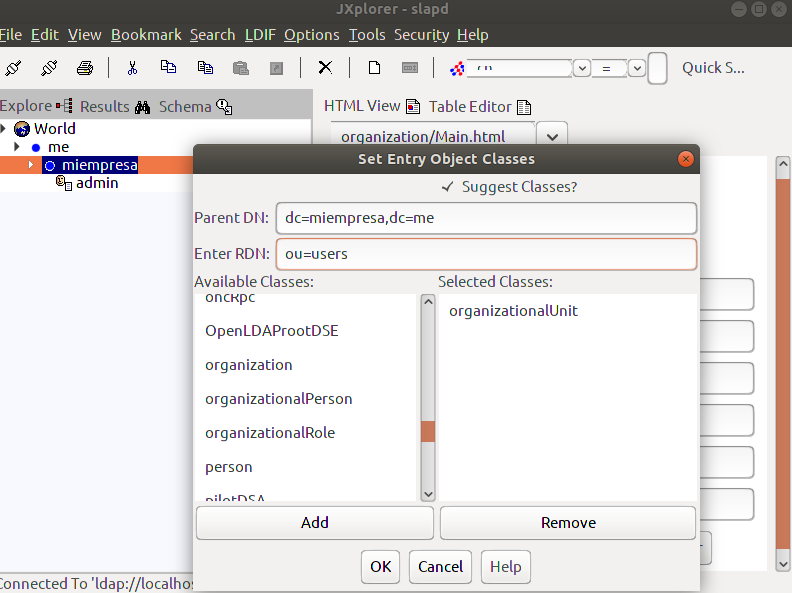 JXplorer - slapd
File Edit View Bookmark Search LDIF Options Tools Security Help
= Quick S...
Explore Results Schema
HTML View Table Editor
World
organization/Main.html
me
miempresa
admin
Set Entry Object Classes
Suggest Classes?
Parent DN: dc=miempresa,dc=me
Enter RDN: ou=users
Available Classes: Selected Classes:
oncRpc
organizationalUnit
OpenLDAProotDSE
organization
organizationalPerson
organizationalRole
person
pilotDSA
Add Remove
OK Cancel Help
Connected To 'ldap://localhos